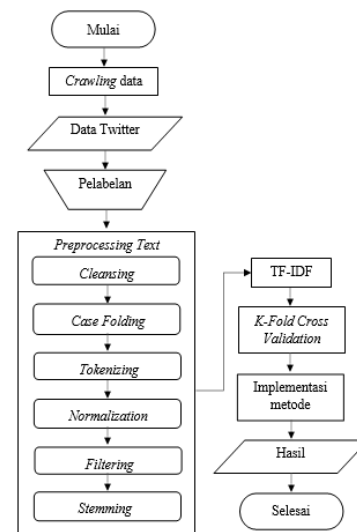 Mulai
Crawling data
Data Twitter
Pelabelan
Preprocessing Text
Cleansing
Case Folding
Tokenizing
Normalization
Filtering
Stemming
TF-IDF
K-Fold Cross
Validation
Implementasi
metode
Hasil
Selesai